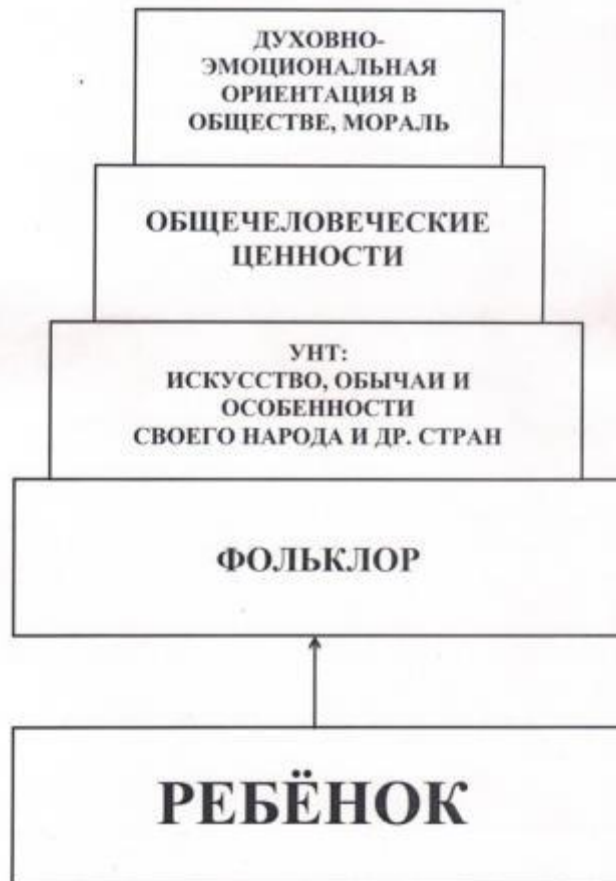 ДУХОВНО-
ЭМОЦИОНАЛЬНАЯ
ОРИЕНТАЦИЯ В
ОБЩЕСТВЕ, МОРАЛЬ
ОБЩЕЧЕЛОВЕЧЕСКИЕ
ЦЕННОСТИ
УНТ:
ИСКУССТВО, ОБЫЧАИ И
ОСОБЕННОСТИ
СВОЕГО НАРОДА И ДР. СТРАН
ФОЛЬКЛОР
РЕБЁНОК